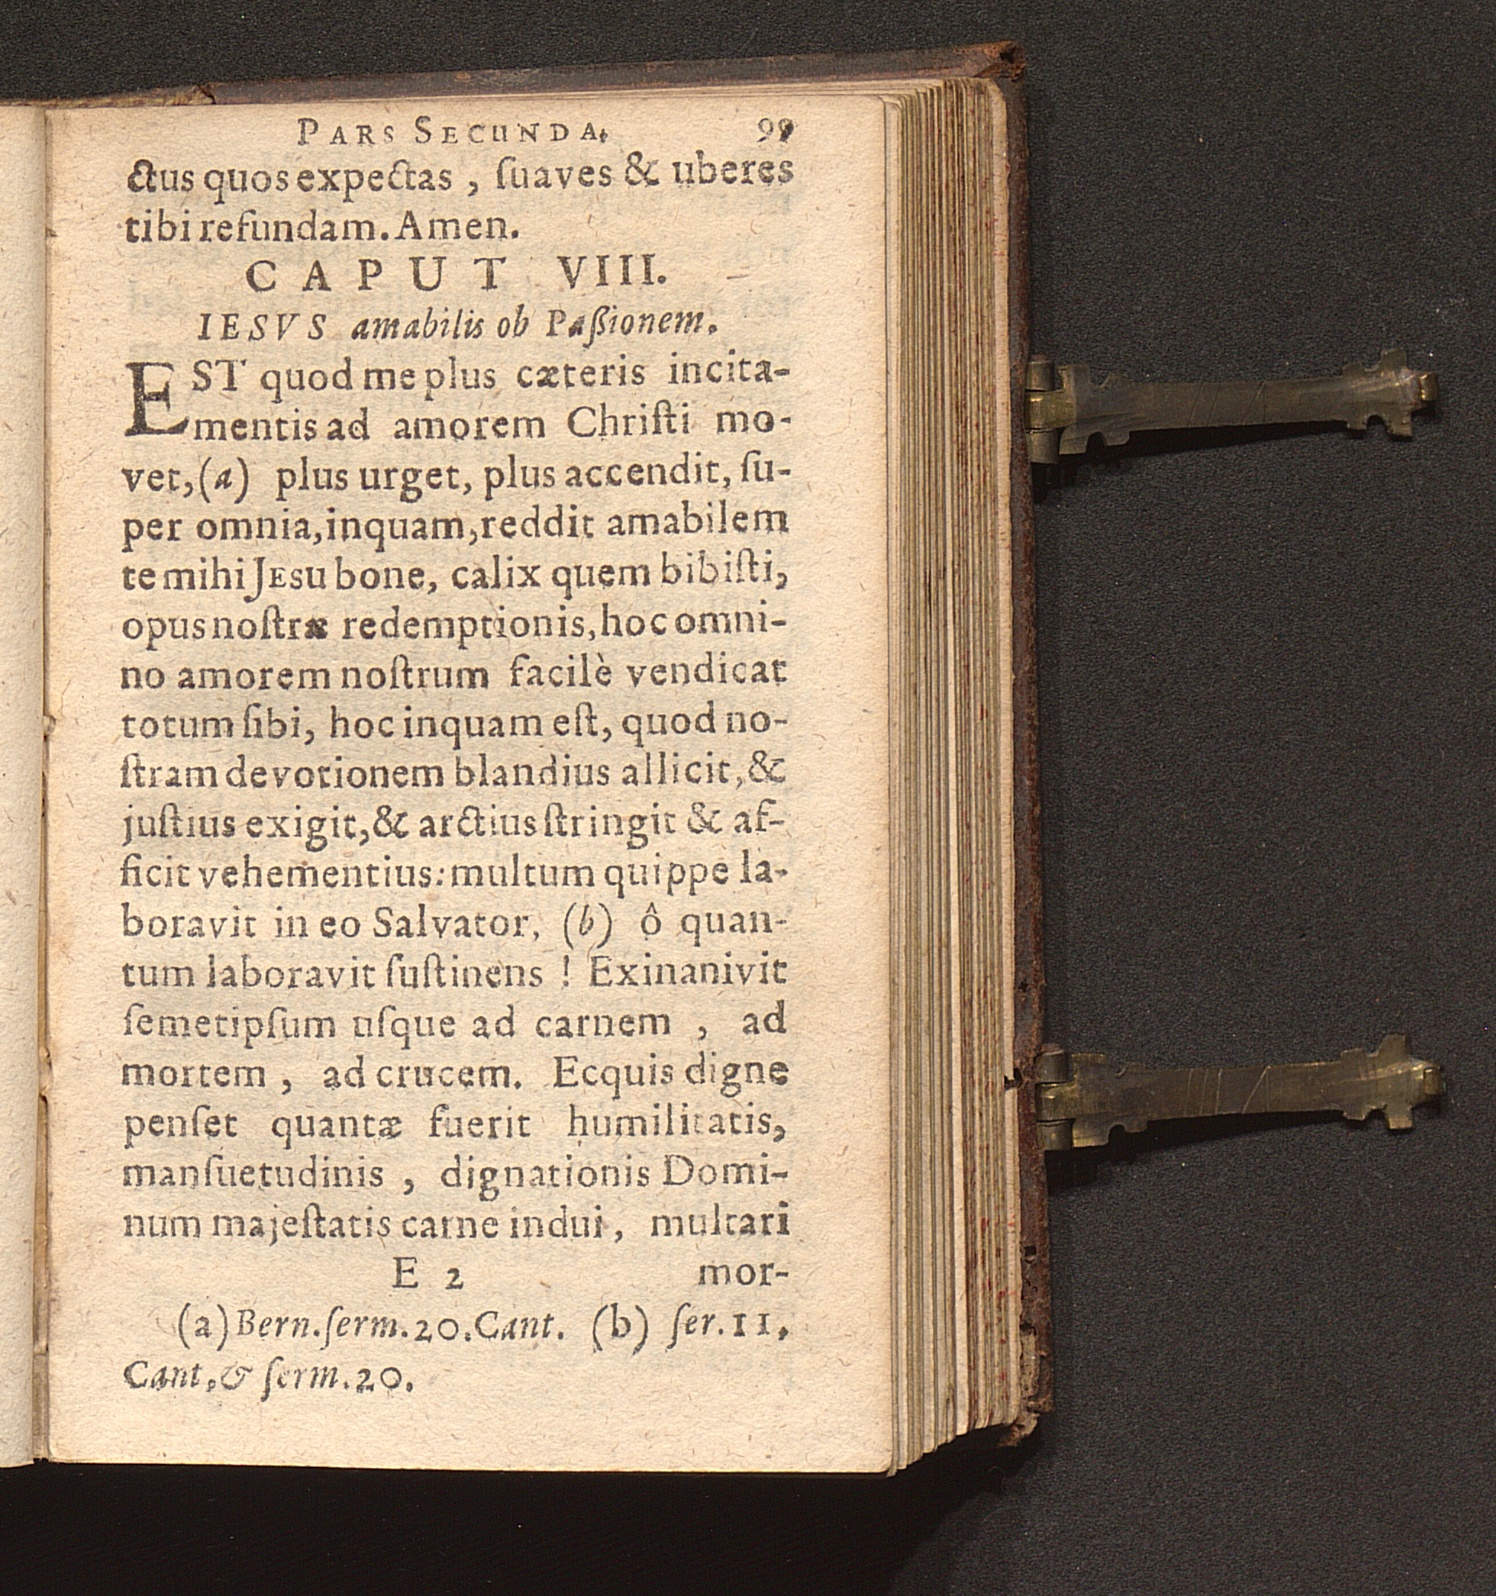 PARS SECUNDA. 99
ctus quos expectas, ſuaves & uberes
tibi refundam. Amen.
CAPUT VIII.
IESVS amabilis ob Paßionem.
EST quod me plus cæteris incita-
mentis ad amorem Chriſti mo-
vet, (a) plus urget, plus accendit, ſu-
per omnia, inquam, reddit amabilem
te mihi JESU bone, calix quem bibiſti,
opus noſtræ redemptionis, hoc omni-
no amorem noſtrum facilè vendicat
totum ſibi, hoc inquam eſt, quod no-
ſtram devotionem blandius allicit, &
juſtius exigit, & arctius ſtringit & af-
ficit vehementius: multum quippe la-
boravit in eo Salvator, (b) ô quan-
tum laboravit ſuſtinens ! Exinanivit
ſemetipſum uſque ad carnem , ad
mortem , ad crucem. Ecquis digne
penſet quantæ fuerit humilitatis,
manſuetudinis , dignationis Domi-
num majeſtatis carne indui, multari
E 2 mor-
(a) Bern. ſerm. 20. Cant. (b) ſer. 11,
Cant, & ſerm. 20.